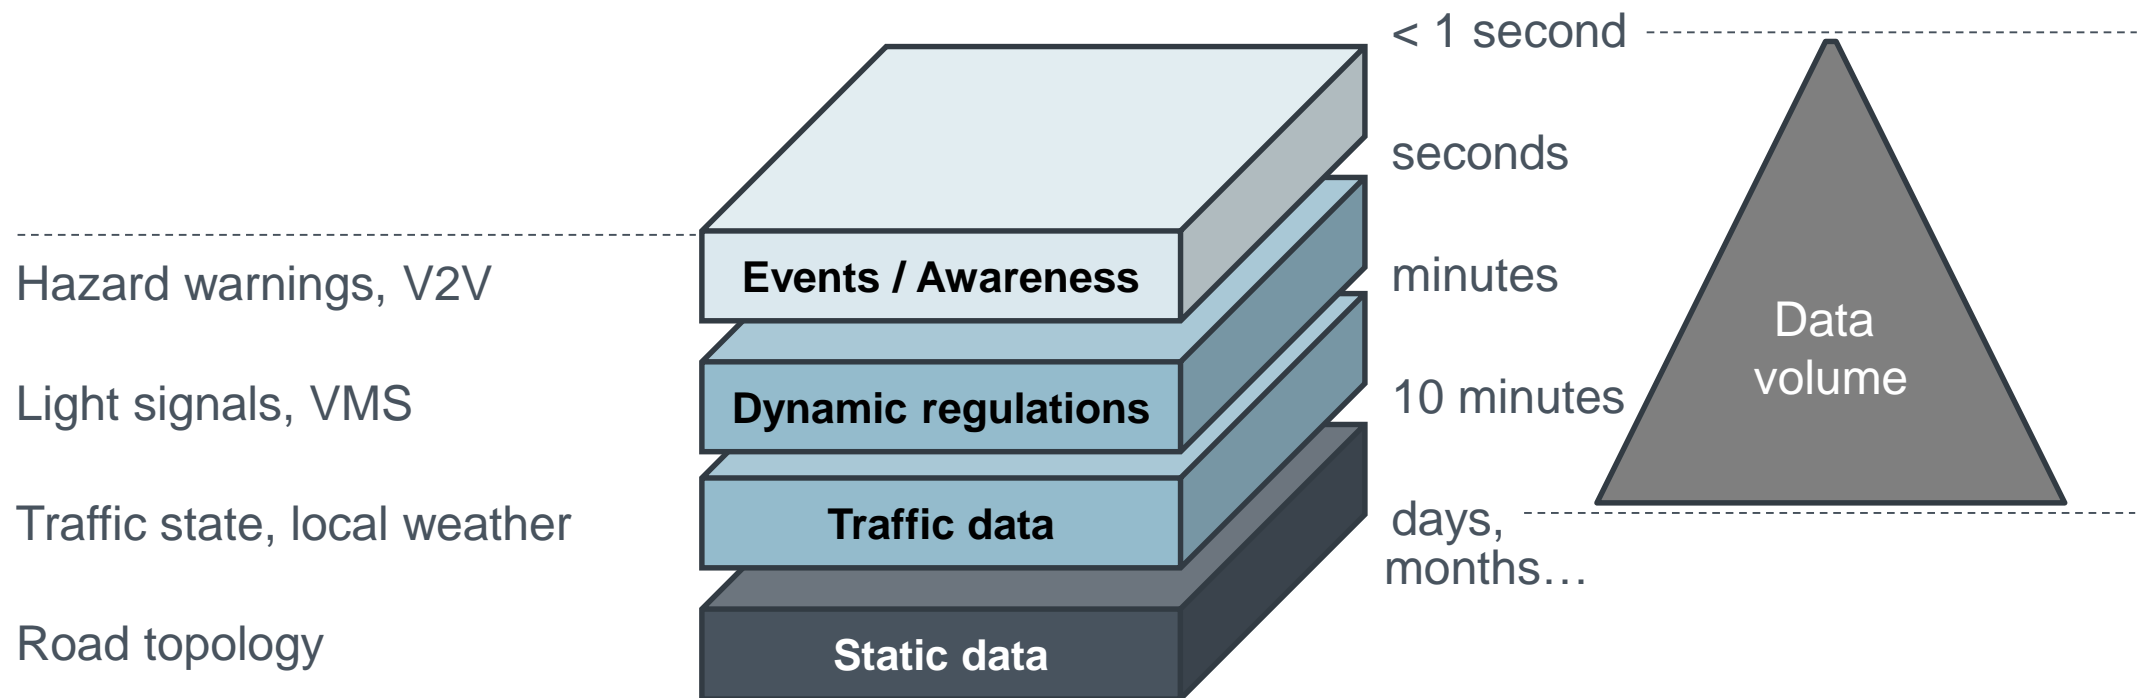 < 1 second
seconds
Hazard warnings, V2V
Events / Awareness
minutes
Data
volume
Light signals, VMS
Dynamic regulations
10 minutes
Traffic state, local weather
Traffic data
days,
months…
Road topology
Static data